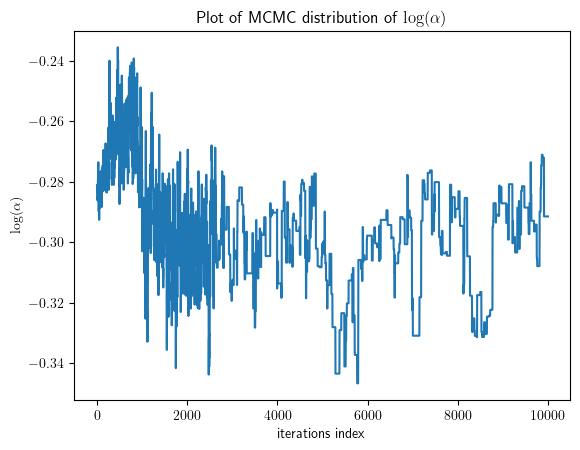 Plot of MCMC distribution of log(α)
−0.24
−0.26
−0.28
−0.30
−0.32
−0.34
log(α)
0 2000 4000 6000 8000 10000
iterations index